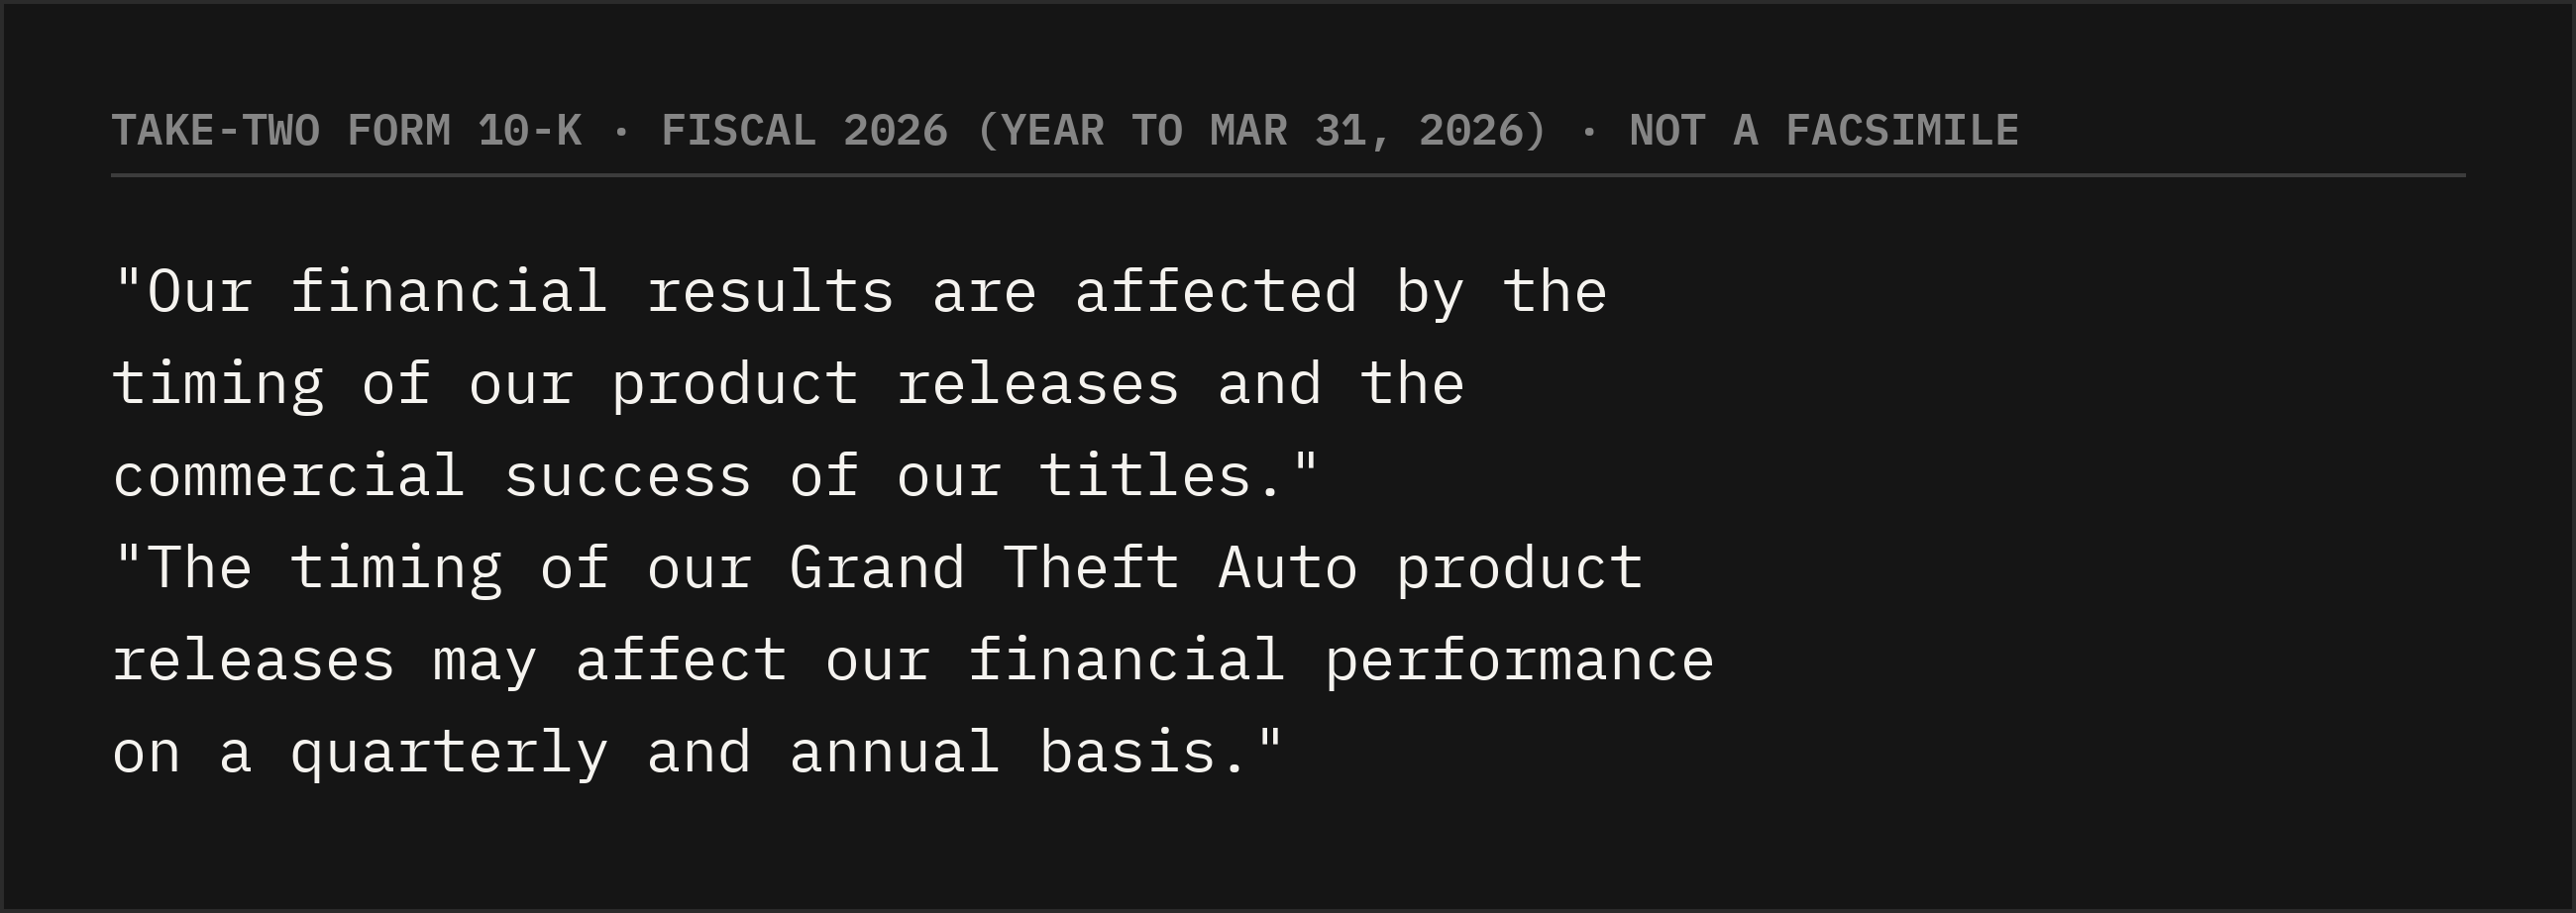 TAKE-TWO FORM 10-K · FISCAL 2026 (YEAR TO MAR 31, 2026) · NOT A FACSIMILE
"Our financial results are affected by the
timing of our product releases and the
commercial success of our titles."
"The timing of our Grand Theft Auto product
releases may affect our financial performance
on a quarterly and annual basis."